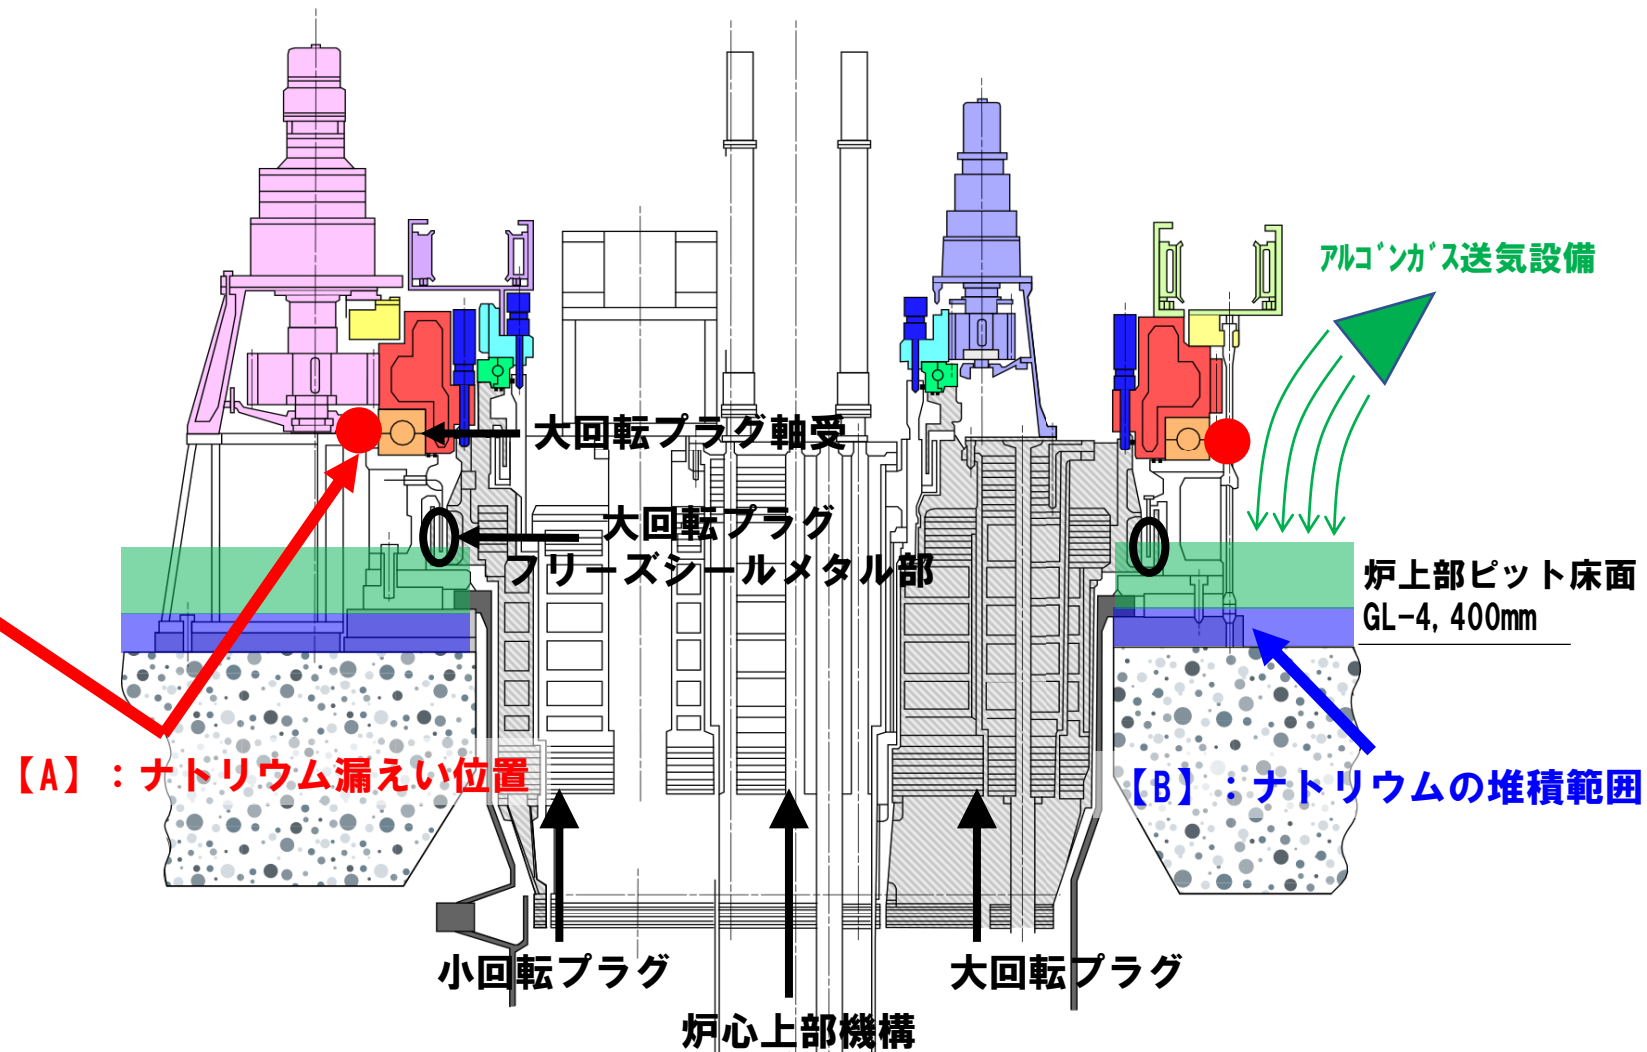 アルゴンガス送気設備
大回転プラグ軸受
大回転プラグ
フリーズシールメタル部
炉上部ピット床面
GL-4,400mm
【A】：ナトリウム漏えい位置
【B】：ナトリウムの堆積範囲
小回転プラグ
大回転プラグ
炉心上部機構